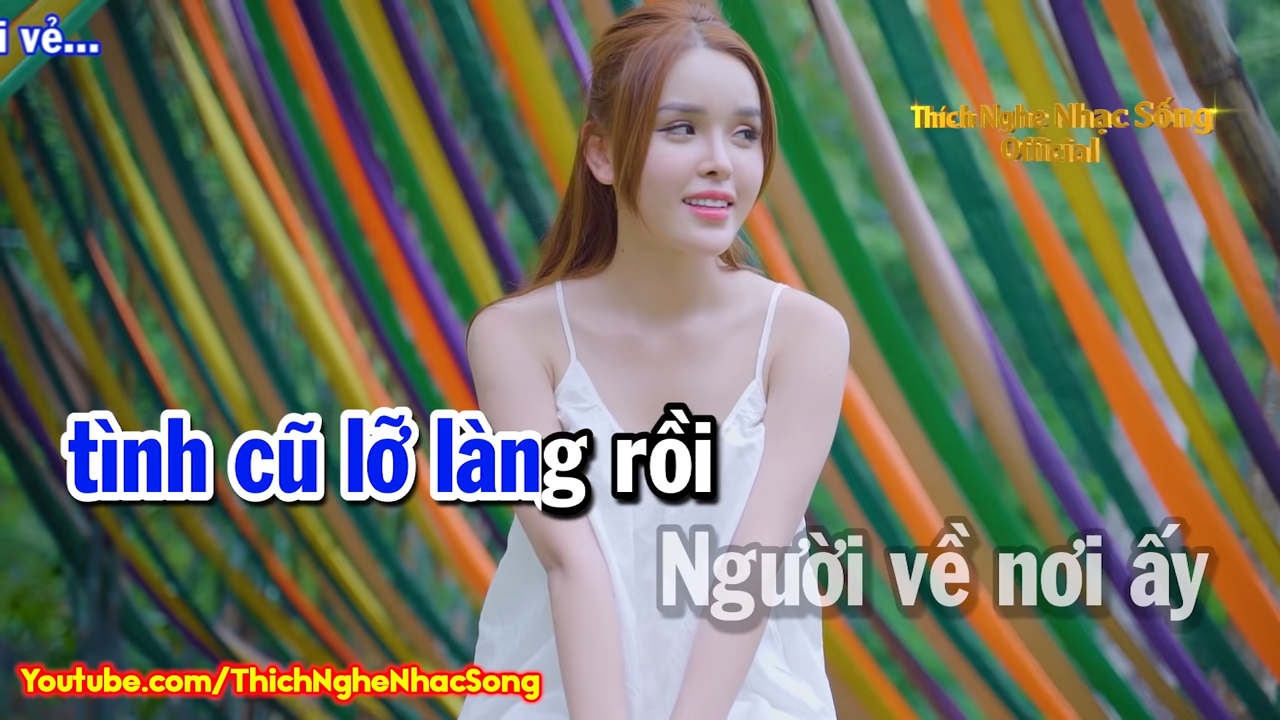 i vẻ...
Thích Nghe Nhạc Sống
Official
tình cũ lỡ làng rồi
Người về nơi ấy
Youtube.com/ThichNgheNhacSong